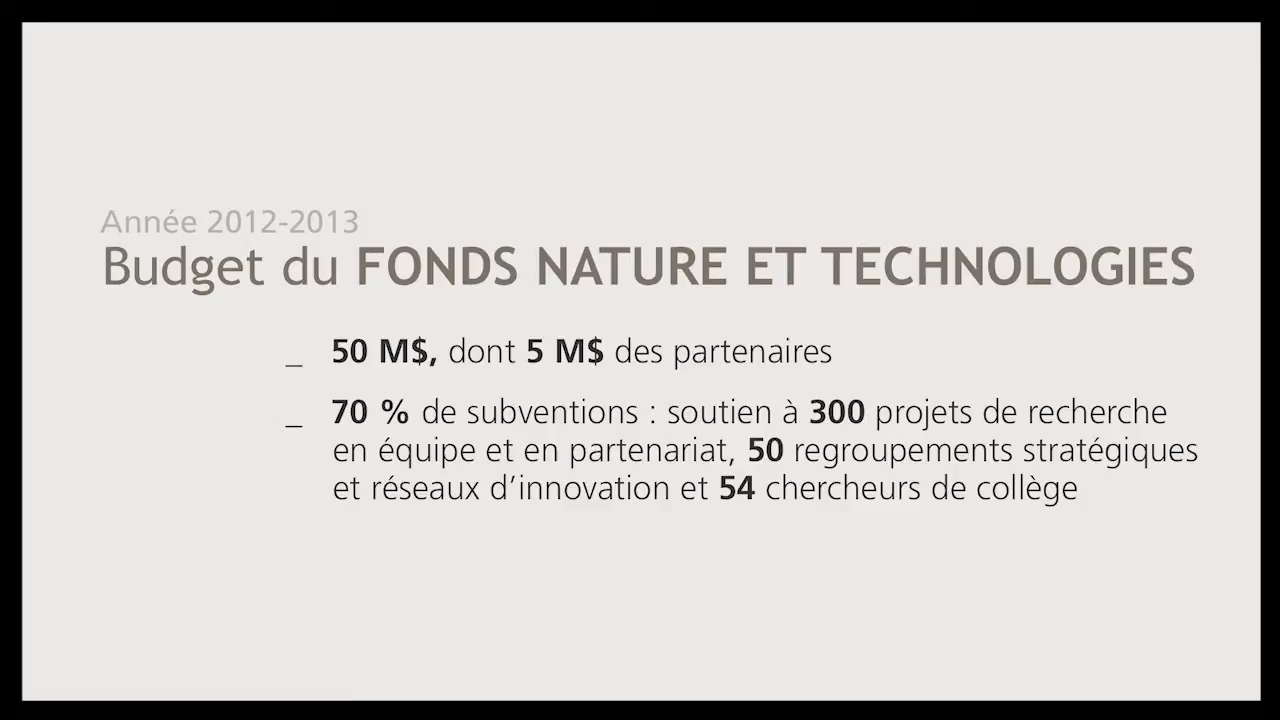 Année 2012-2013
Budget du FONDS NATURE ET TECHNOLOGIES
_ 50 M$, dont 5 M$ des partenaires
_ 70 % de subventions : soutien à 300 projets de recherche
en équipe et en partenariat, 50 regroupements stratégiques
et réseaux d’innovation et 54 chercheurs de collège